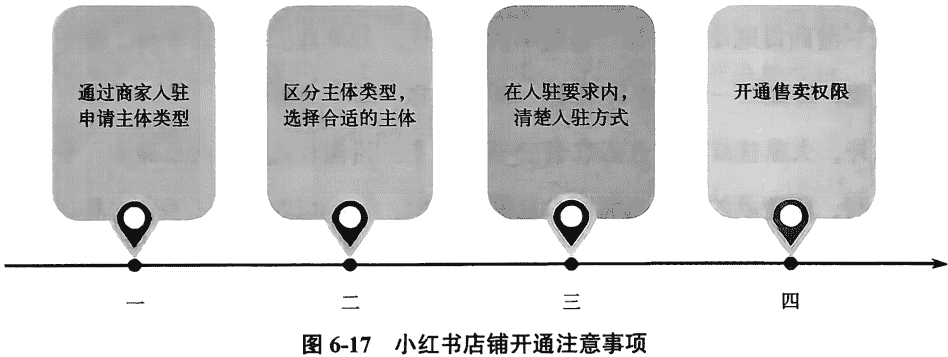 通过商家入驻
申请主体类型
区分主体类型，
选择合适的主体
在入驻要求内，
清楚入驻方式
开通售卖权限
一
二
三
四
图 6-17 小红书店铺开通注意事项